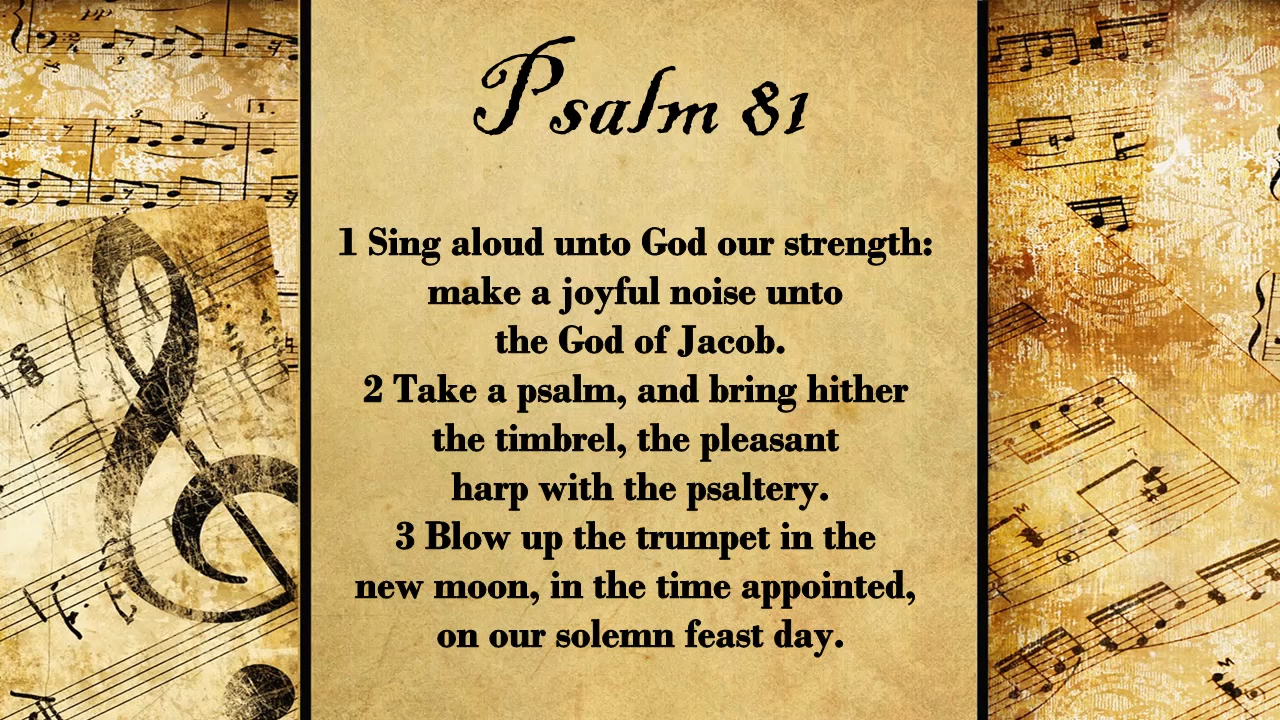 Psalm 81
1 Sing aloud unto God our strength:
make a joyful noise unto
the God of Jacob.
2 Take a psalm, and bring hither
the timbrel, the pleasant
harp with the psaltery.
3 Blow up the trumpet in the
new moon, in the time appointed,
on our solemn feast day.